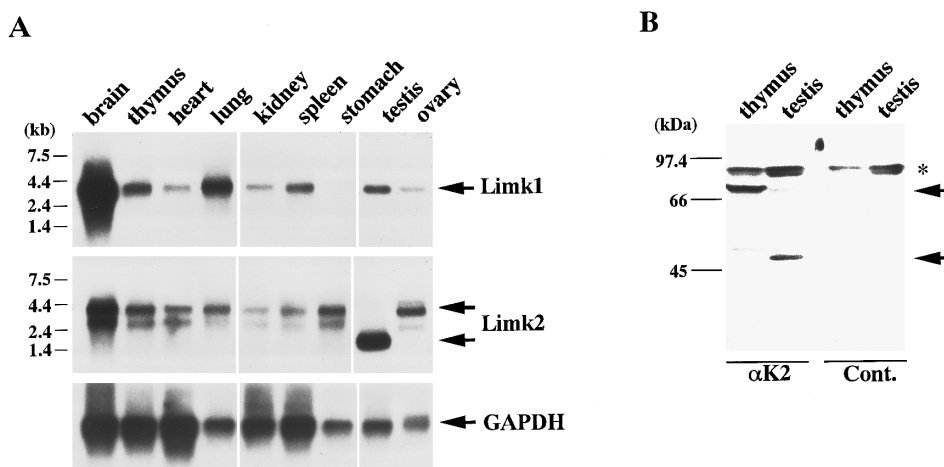 A
brain thymus heart lung kidney spleen stomach testis ovary
(kb)
7.5
4.4
2.4
1.4
Limk1
7.5
4.4
2.4
1.4
Limk2
GAPDH
B
thymus testis thymus testis
(kDa)
97.4
66
45
*
αK2 Cont.